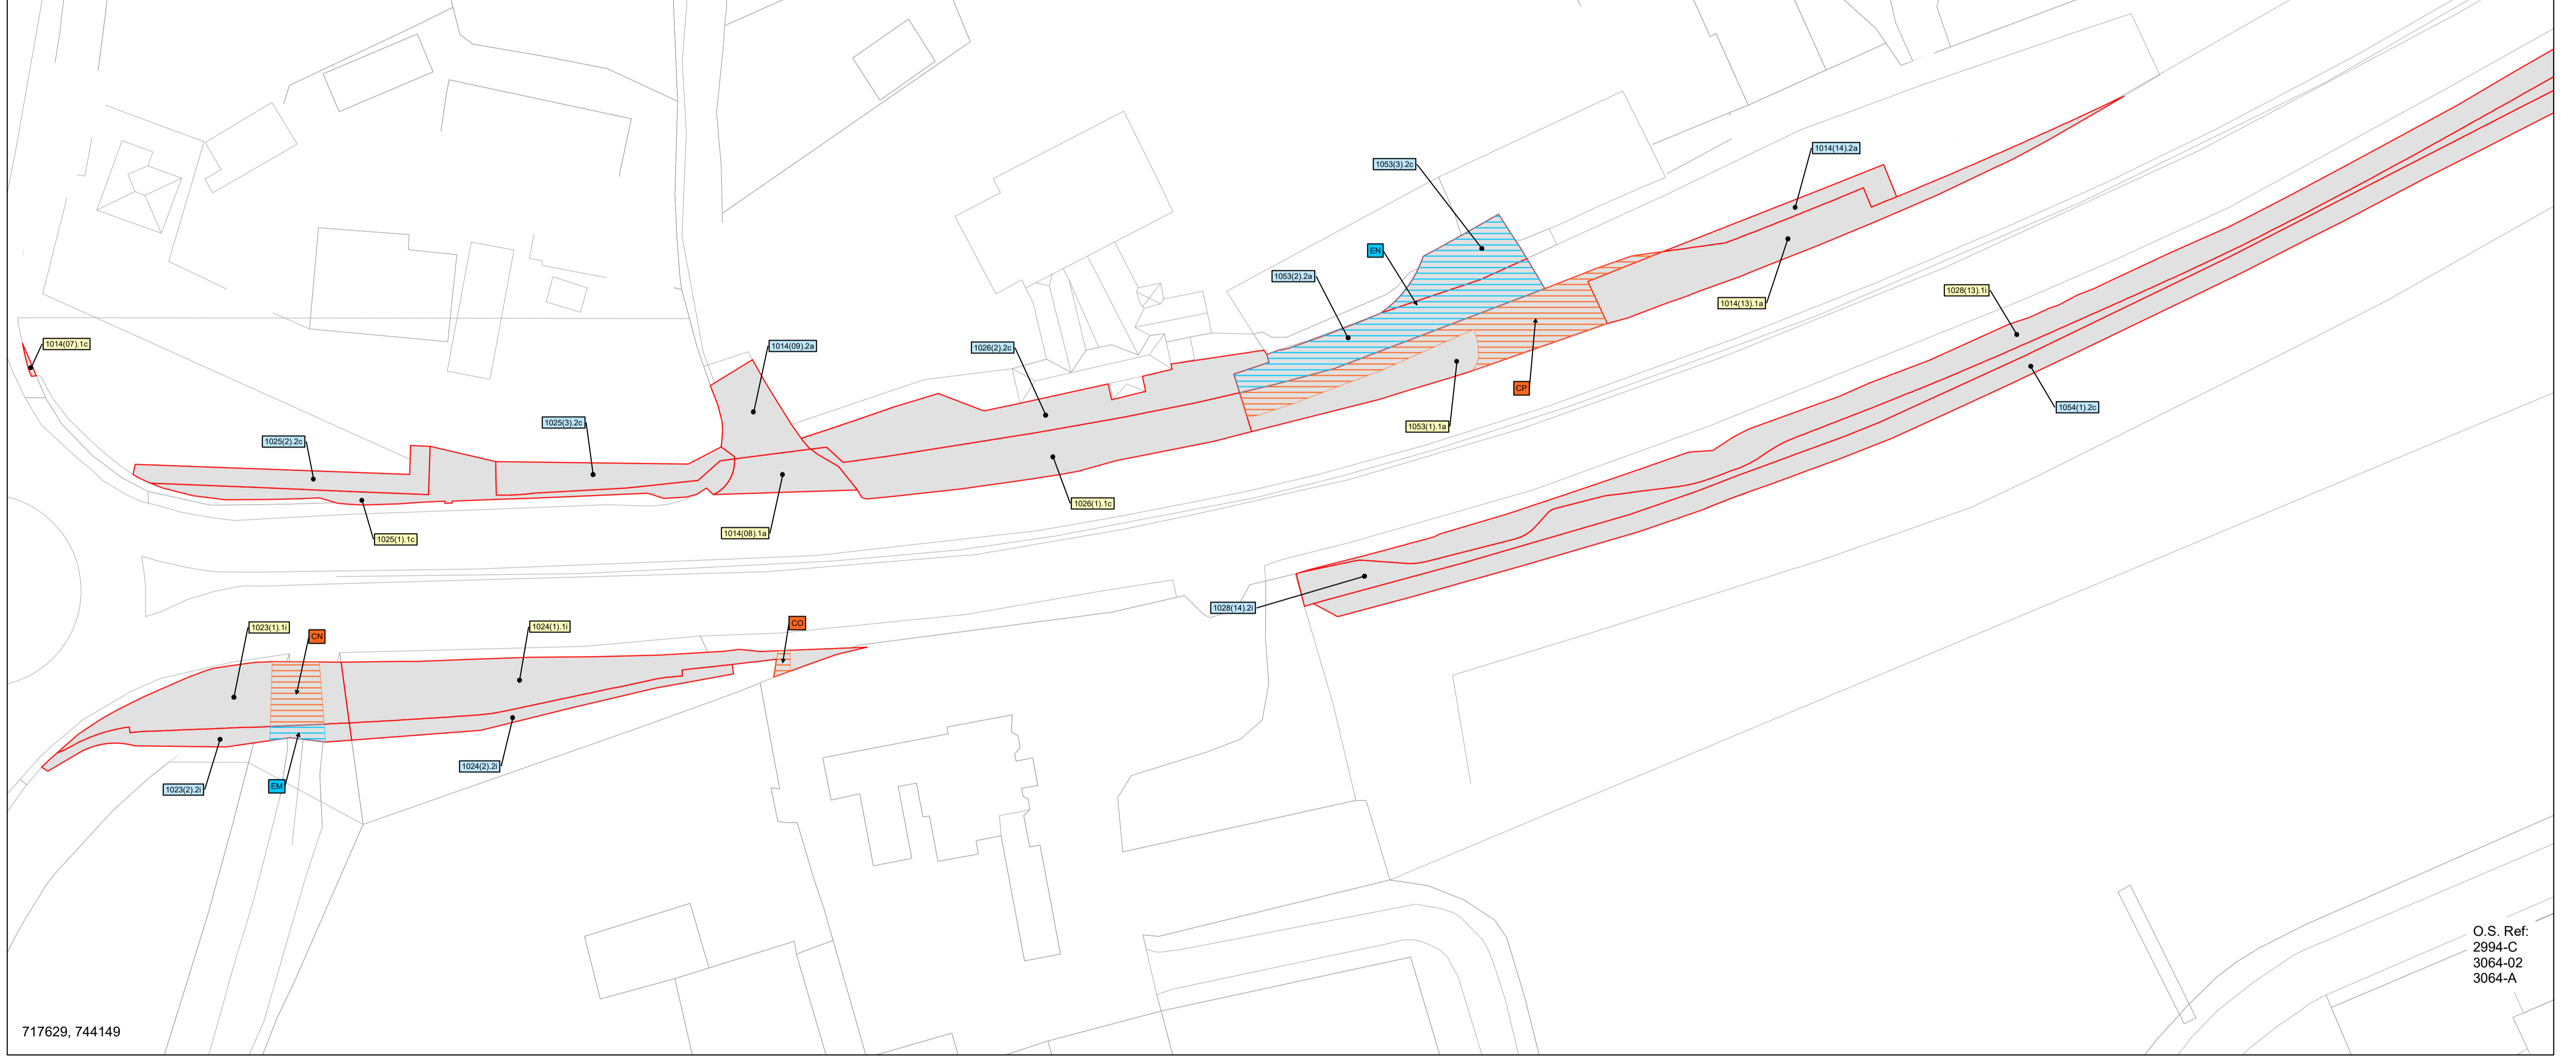 1014(14).2a
1053(3).2c
EN
1053(2).2a
1028(13).1i
1014(13).1a
1014(07).1c
1014(09).2a
1026(2).2c
CP
1054(1).2c
1025(3).2c
1053(1).1a
1025(2).2c
1026(1).1c
1014(08).1a
1025(1).1c
1028(14).2i
1023(1).1i
CN
1024(1).1i
CO
1024(2).2i
1023(2).2i
EM
O.S. Ref:
2994-C
3064-02
3064-A
717629, 744149